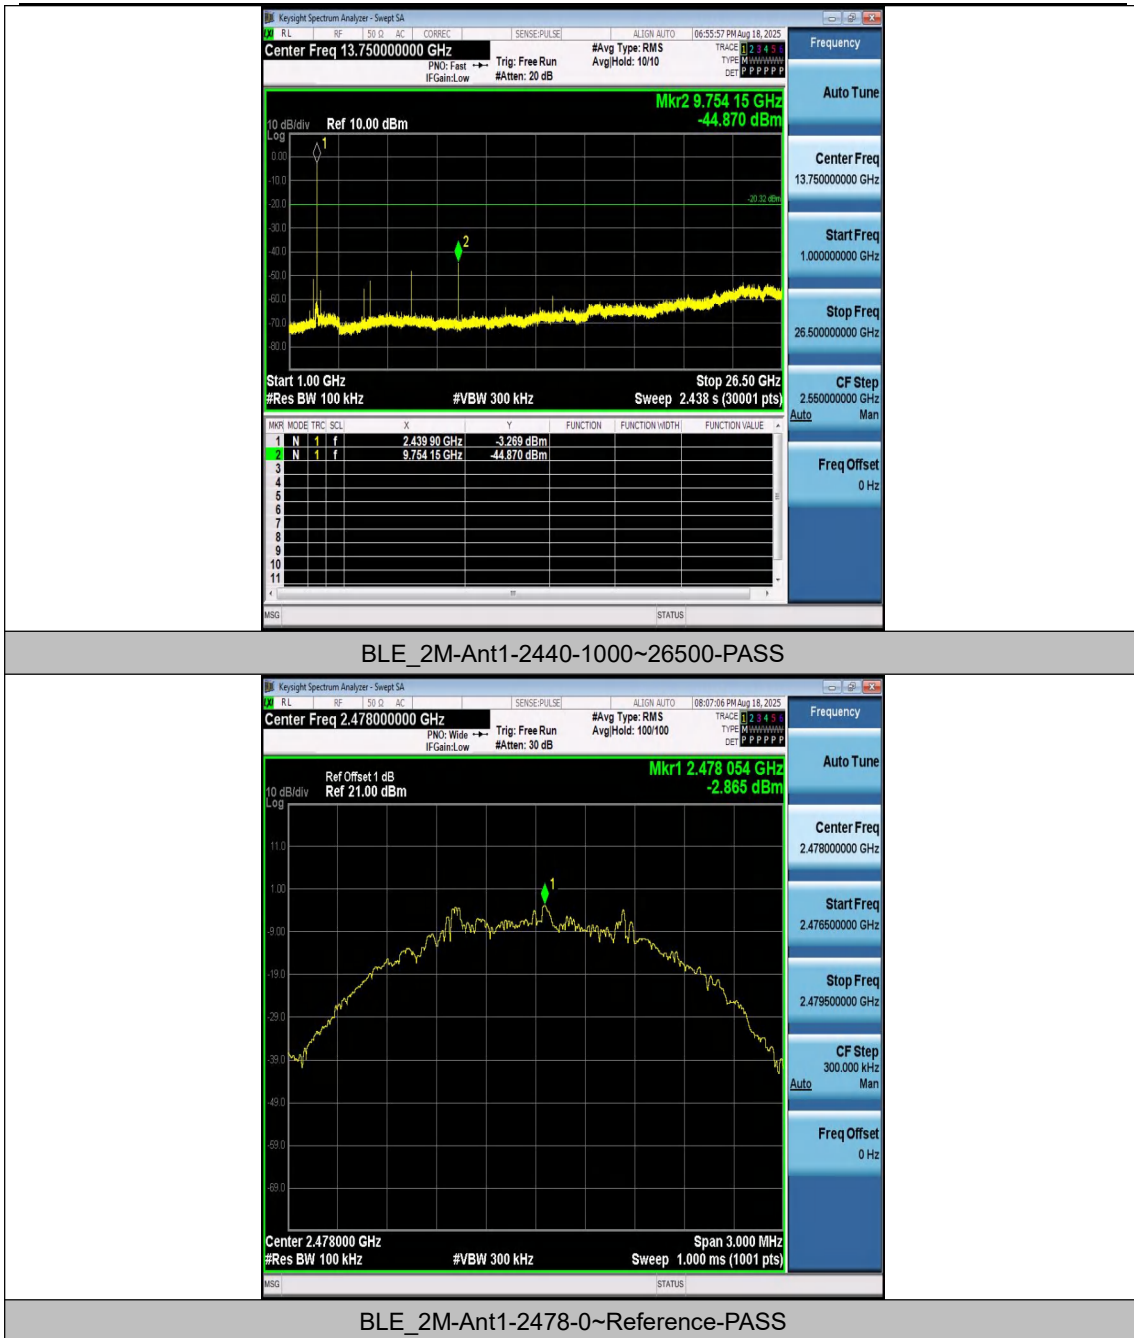 Keysight Spectrum Analyzer - Swept SA
RL RF 50 Ω AC CORREC SENSE:PULSE ALIGN AUTO 06:55:57 PM Aug 18, 2025
Center Freq 13.750000000 GHz
PNO: Fast
IFGain:Low
Trig: Free Run
#Atten: 20 dB
#Avg Type: RMS
Avg|Hold: 10/10
TRACE 1 2 3 4 5 6
TYPE M WWWWW
DET P P P P P P
Frequency
Auto Tune
Mkr2 9.754 15 GHz
-44.870 dBm
10 dB/div Ref 10.00 dBm
Log
1
0.00
-10.0
-20.0
-20.32 dBm
-30.0
2
-40.0
-50.0
-60.0
-70.0
-80.0
Start 1.00 GHz Stop 26.50 GHz
#Res BW 100 kHz #VBW 300 kHz Sweep 2.438 s (30001 pts)
Center Freq
13.750000000 GHz
Start Freq
1.000000000 GHz
Stop Freq
26.500000000 GHz
CF Step
2.550000000 GHz
Auto Man
Freq Offset
0 Hz
MKR MODE TRC SCL X Y FUNCTION FUNCTION WIDTH FUNCTION VALUE
1 N 1 f 2.439 90 GHz -3.269 dBm
2 N 1 f 9.754 15 GHz -44.870 dBm
3
4
5
6
7
8
9
10
11
MSG STATUS
BLE_2M-Ant1-2440-1000~26500-PASS
Keysight Spectrum Analyzer - Swept SA
RL RF 50 Ω AC SENSE:PULSE ALIGN AUTO 08:07:06 PM Aug 18, 2025
Center Freq 2.478000000 GHz
PNO: Wide
IFGain:Low
Trig: Free Run
#Atten: 30 dB
#Avg Type: RMS
Avg|Hold: 100/100
TRACE 1 2 3 4 5 6
TYPE M WWWWW
DET P P P P P P
Frequency
Auto Tune
Mkr1 2.478 054 GHz
-2.865 dBm
Ref Offset 1 dB
10 dB/div Ref 21.00 dBm
Log
11.0
1.00
1
-9.00
-19.0
-29.0
-39.0
-49.0
-59.0
-69.0
Center 2.478000 GHz Span 3.000 MHz
#Res BW 100 kHz #VBW 300 kHz Sweep 1.000 ms (1001 pts)
Center Freq
2.478000000 GHz
Start Freq
2.476500000 GHz
Stop Freq
2.479500000 GHz
CF Step
300.000 kHz
Auto Man
Freq Offset
0 Hz
MSG STATUS
BLE_2M-Ant1-2478-0~Reference-PASS